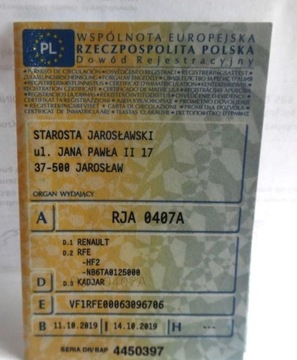 PL
WSPÓLNOTA EUROPEJSKA
RZECZPOSPOLITA POLSKA
Dowód Rejestracyjny
STAROSTA JAROSŁAWSKI
ul. JANA PAWŁA II 17
37-500 JAROSŁAW
ORGAN WYDAJĄCY
A RJA 0407A
D.1 RENAULT
D.2 RFE
-HF2
-NB6TA0125000
D D.3 KADJAR
E VF1RFE00063096706
B 11.10.2019 I 14.10.2019 H ---
SERIA DR/BAP 4450397